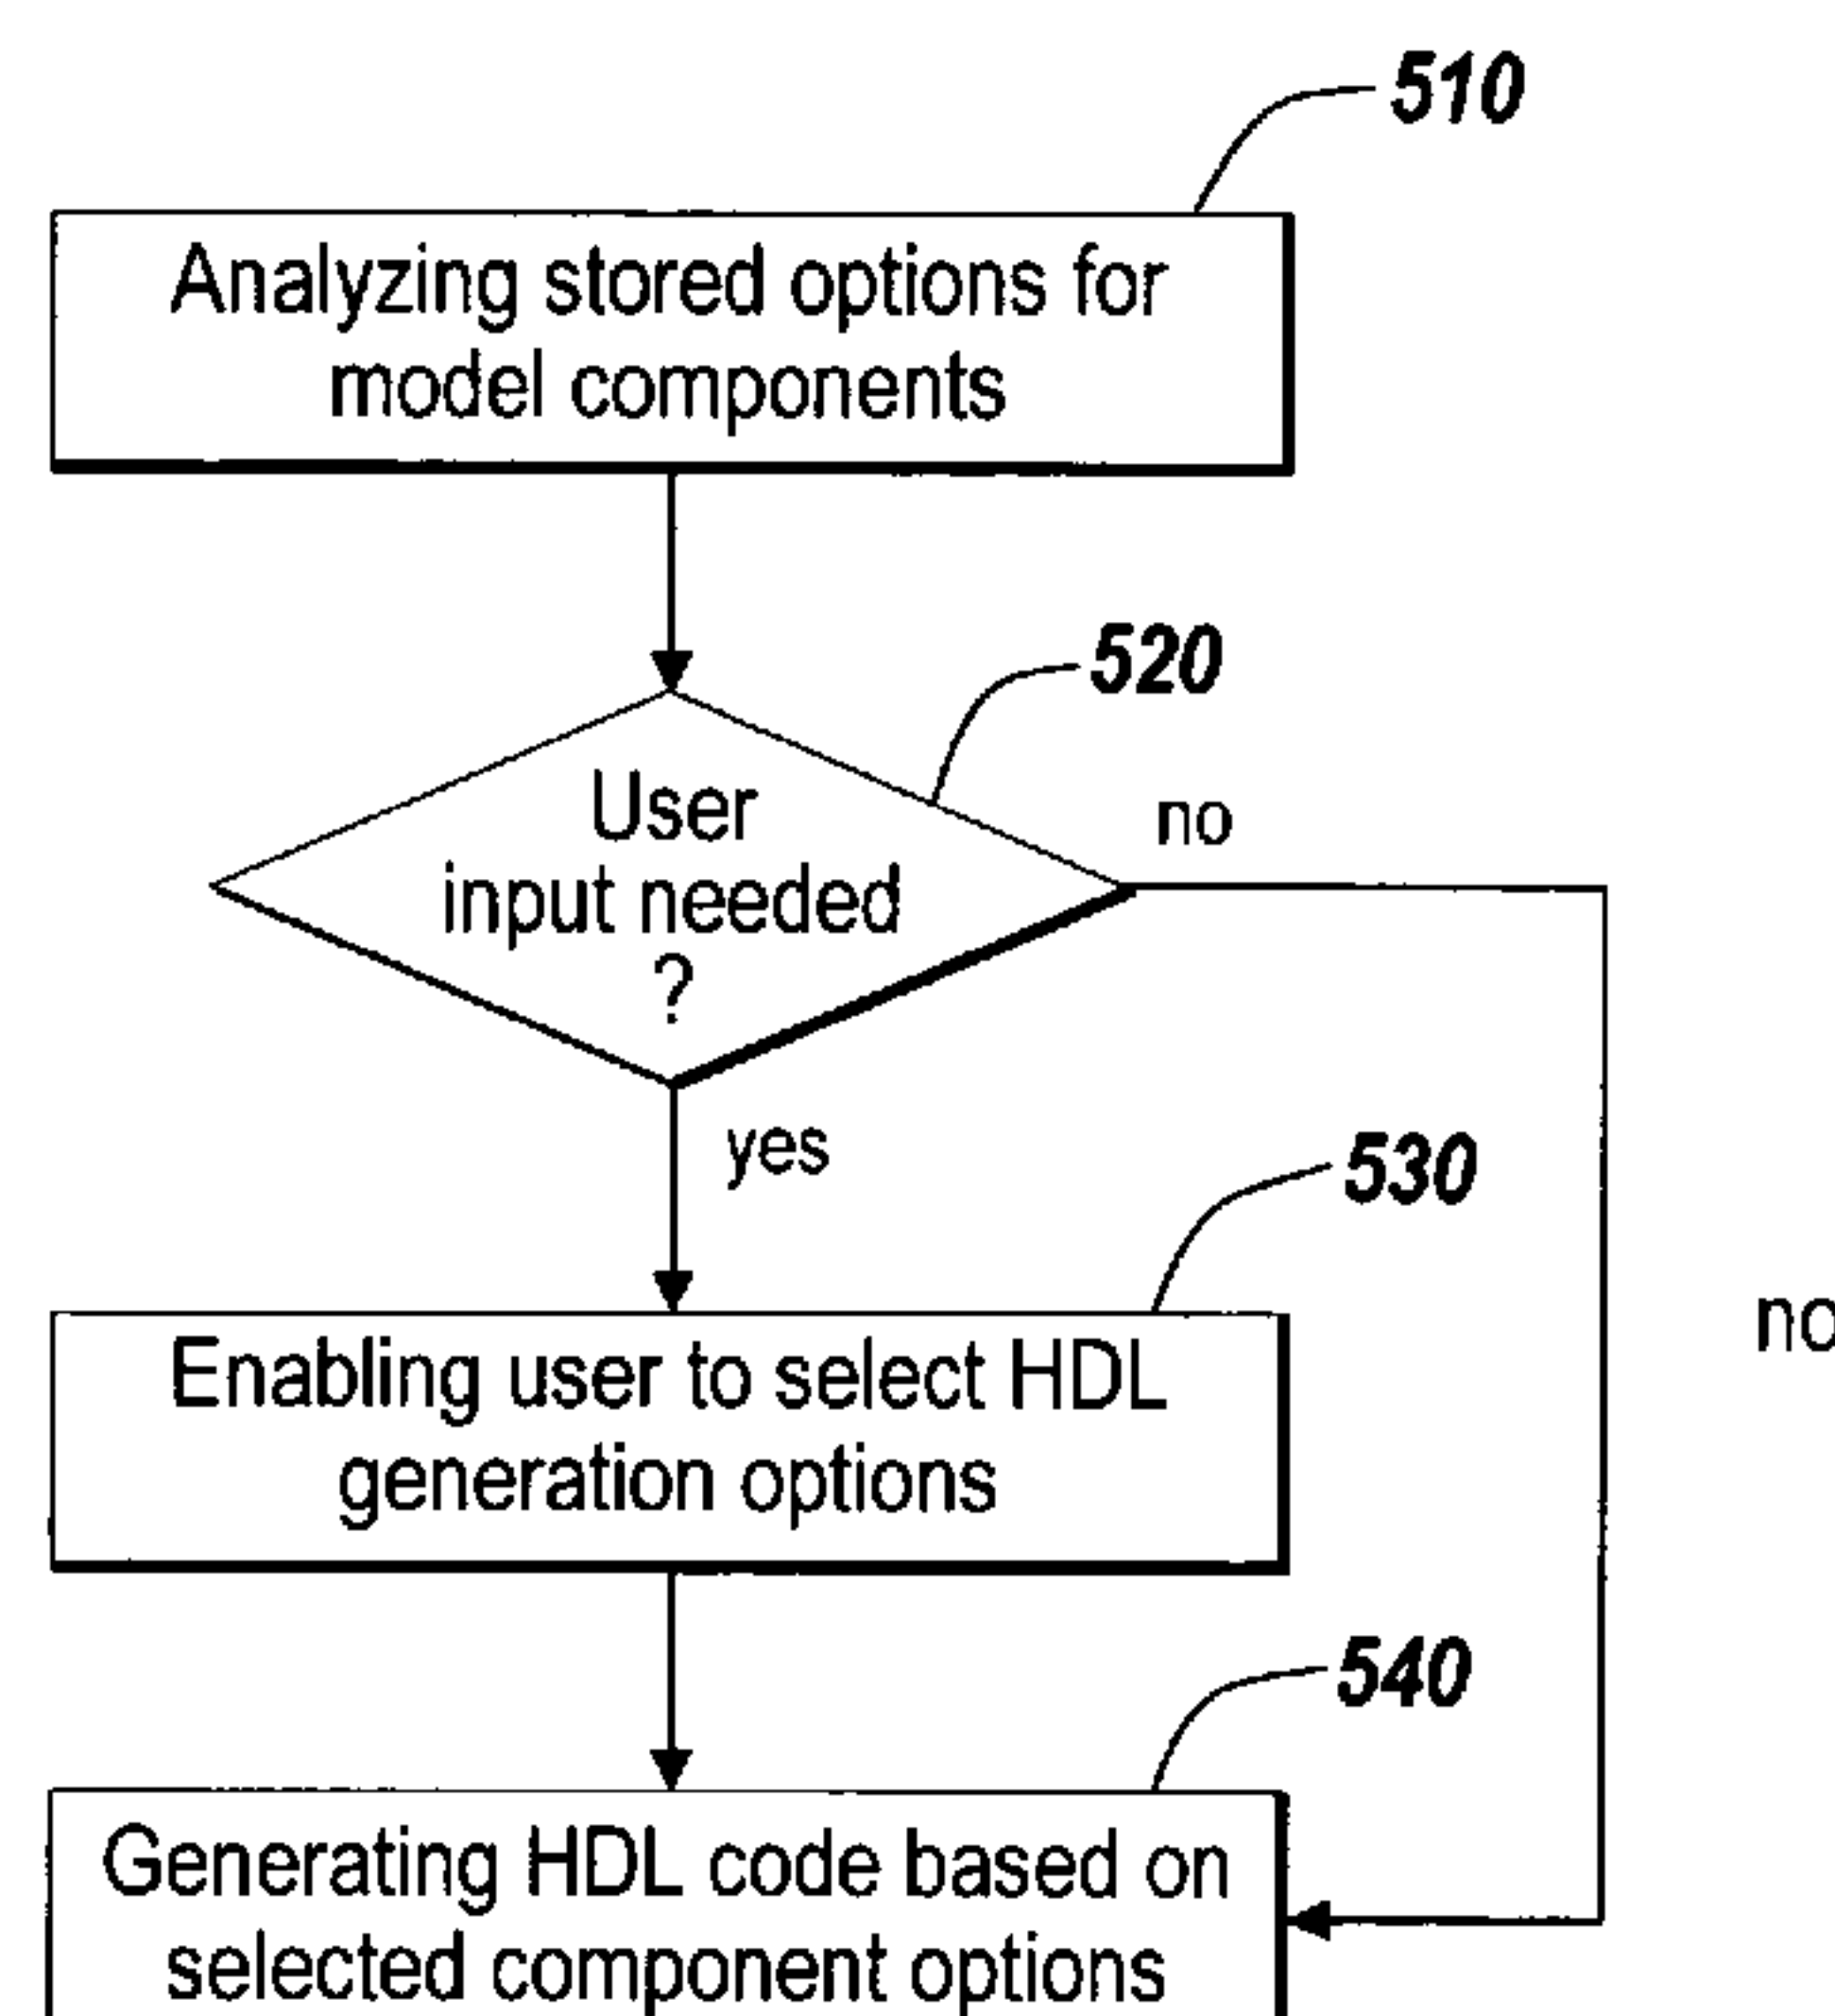 510
Analyzing stored options for
model components
520
User
input needed
?
no
yes
530
no
Enabling user to select HDL
generation options
540
Generating HDL code based on
selected component options